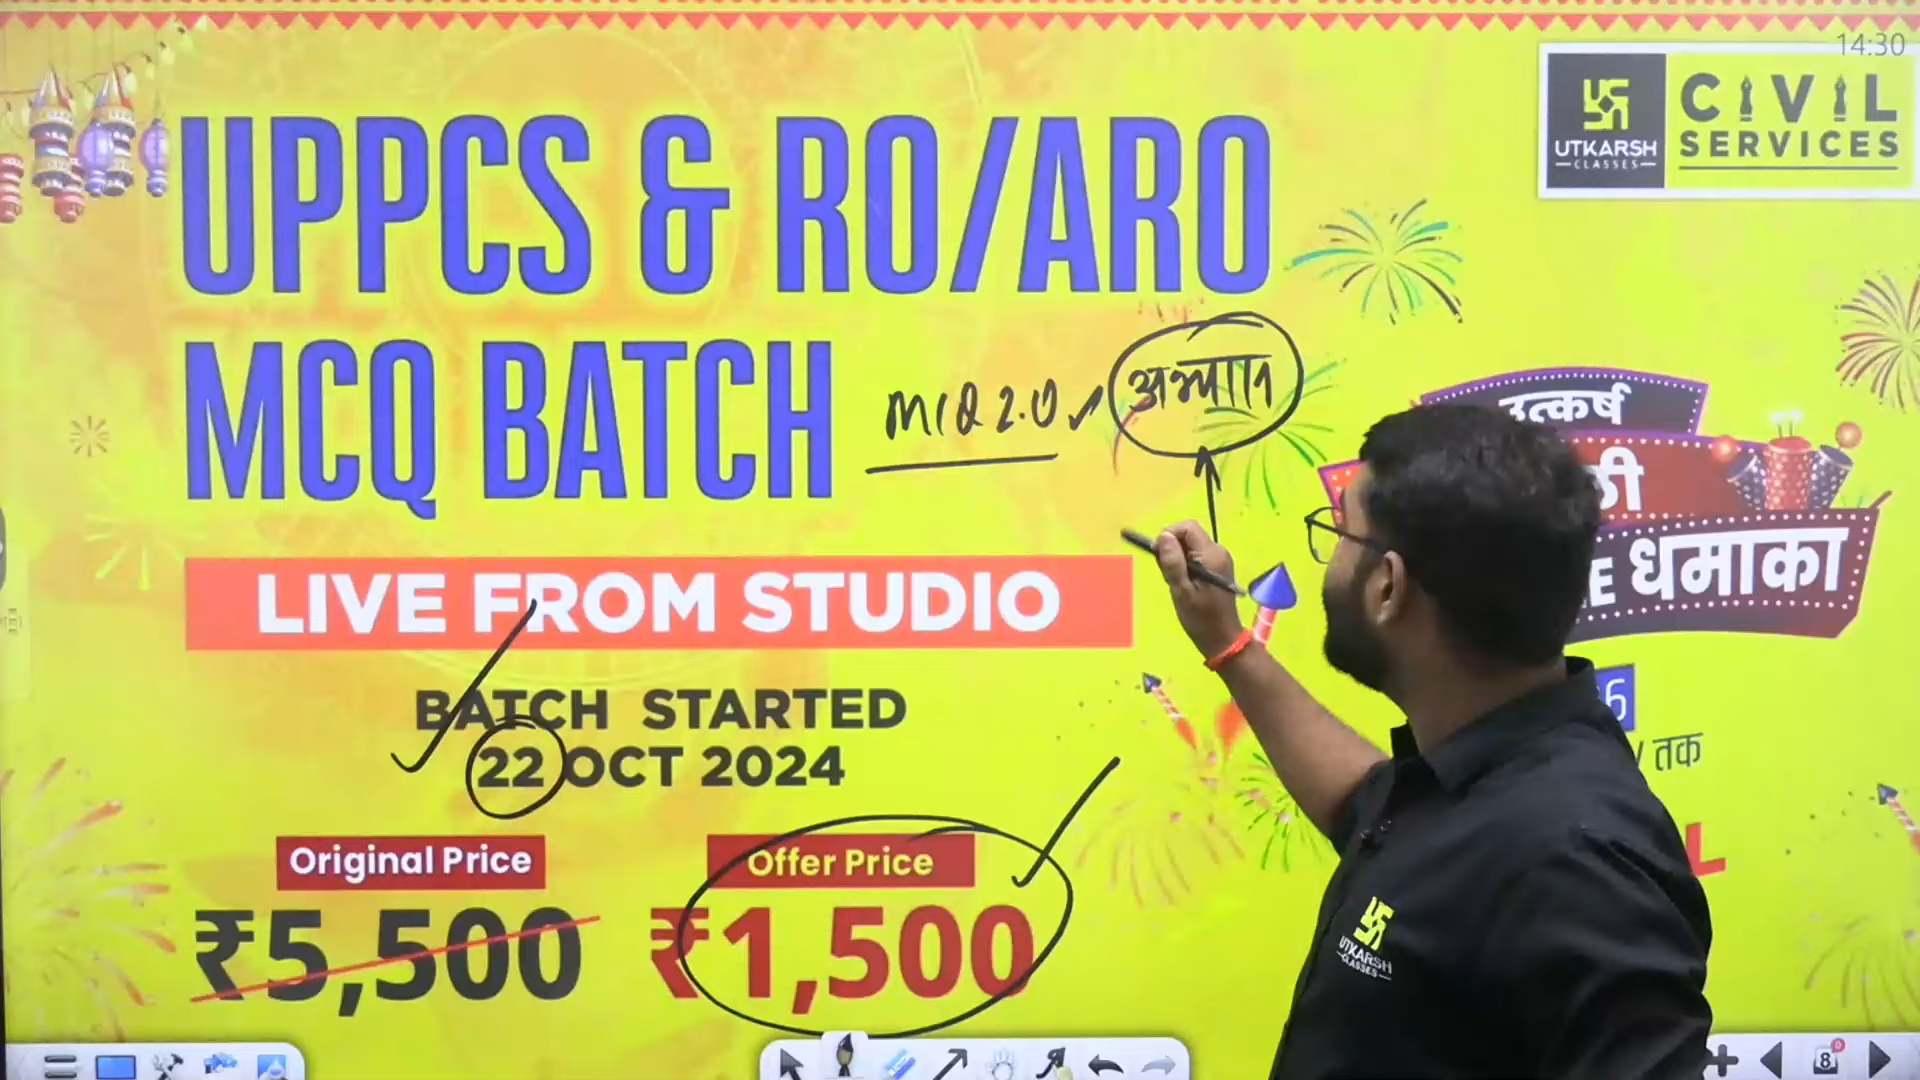 14:30
UTKARSH
CLASSES
CIVIL
SERVICES
UPPCS & RO/ARO
MCQ BATCH
MCQ 2.0
उत्कर्ष
धमाका
LIVE FROM STUDIO
BATCH STARTED
22 OCT 2024
तक
Original Price
Offer Price
₹5,500
₹1,500
UTKARSH
CLASSES
8